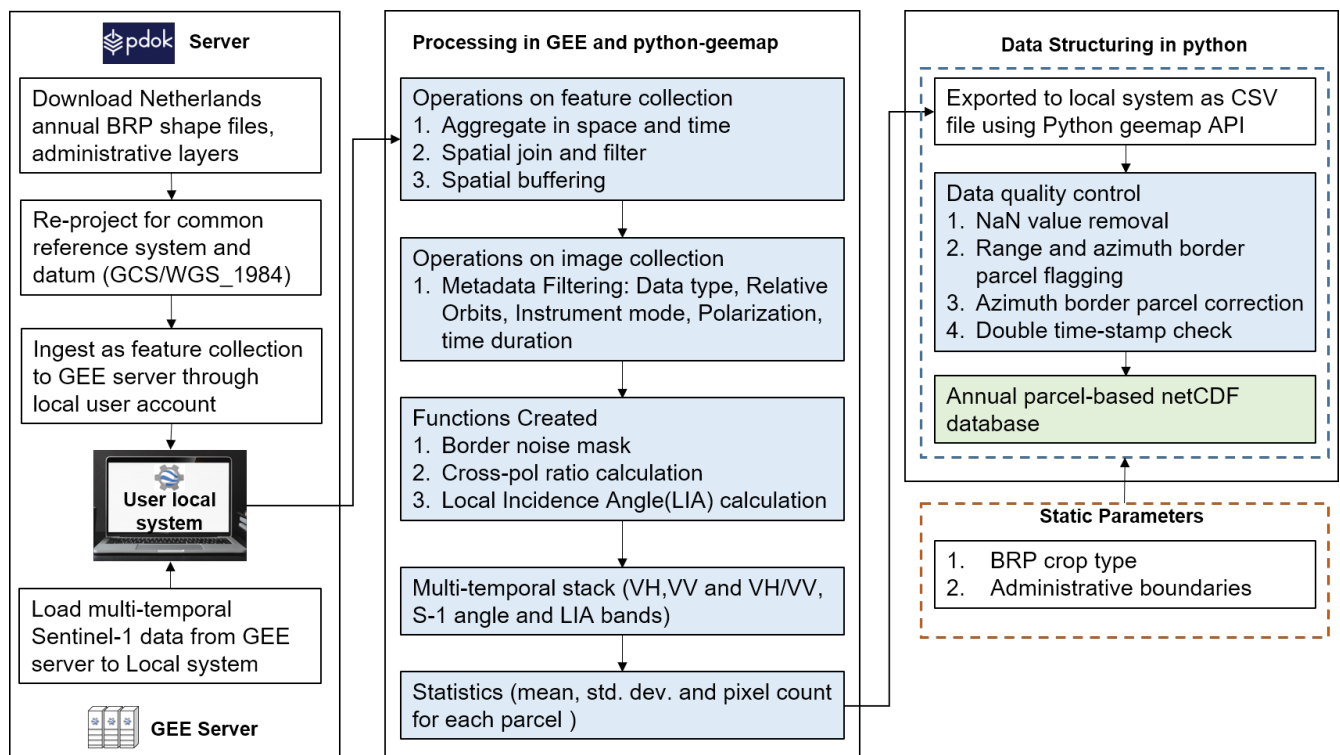 pdok Server
Download Netherlands
annual BRP shape files,
administrative layers
Re-project for common
reference system and
datum (GCS/WGS_1984)
Ingest as feature collection
to GEE server through
local user account
User local
system
Load multi-temporal
Sentinel-1 data from GEE
server to Local system
GEE Server
Processing in GEE and python-geemap
Operations on feature collection
1. Aggregate in space and time
2. Spatial join and filter
3. Spatial buffering
Operations on image collection
1. Metadata Filtering: Data type, Relative
Orbits, Instrument mode, Polarization,
time duration
Functions Created
1. Border noise mask
2. Cross-pol ratio calculation
3. Local Incidence Angle(LIA) calculation
Multi-temporal stack (VH,VV and VH/VV,
S-1 angle and LIA bands)
Statistics (mean, std. dev. and pixel count
for each parcel )
Data Structuring in python
Exported to local system as CSV
file using Python geemap API
Data quality control
1. NaN value removal
2. Range and azimuth border
parcel flagging
3. Azimuth border parcel correction
4. Double time-stamp check
Annual parcel-based netCDF
database
Static Parameters
1. BRP crop type
2. Administrative boundaries